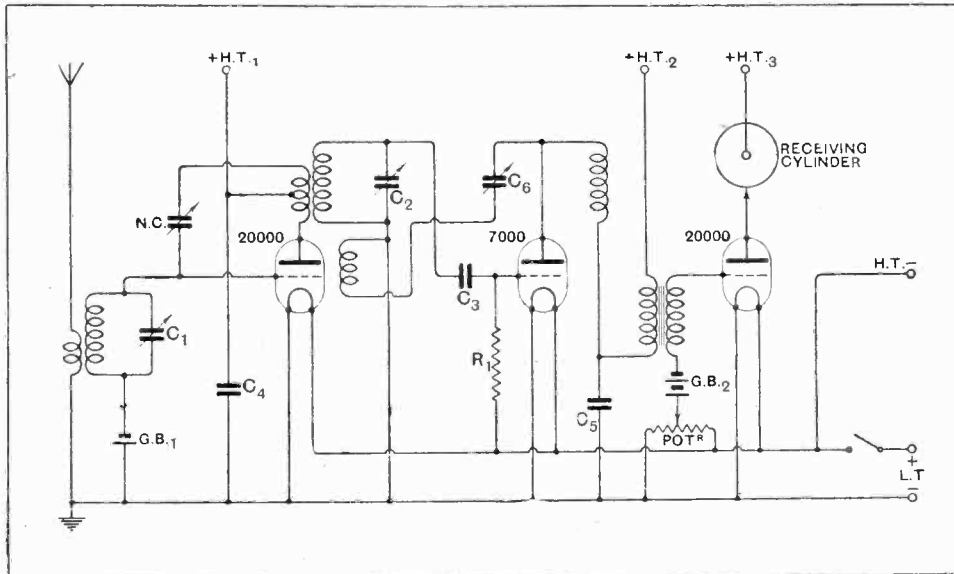 +H.T.1
+H.T.2
+H.T.3
RECEIVING
CYLINDER
N.C.
20000
C2
C6
7000
20000
H.T.-
C1
C3
R1
C4
G.B.1
C5
G.B.2
POTR
+
L.T
-